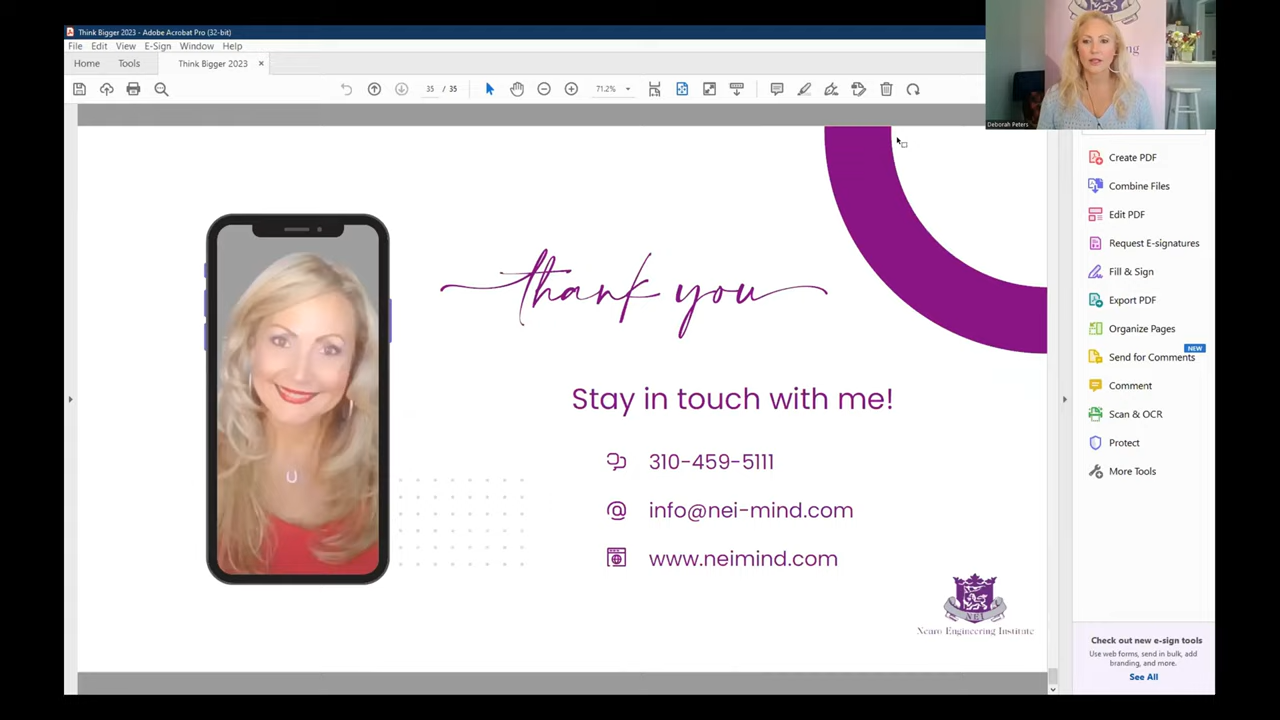 Think Bigger 2023 - Adobe Acrobat Pro (32-bit)
File Edit View E-Sign Window Help
Home Tools Think Bigger 2023 ×
35 / 35 71.2%
Deborah Peters
Create PDF
Combine Files
Edit PDF
Request E-signatures
Fill & Sign
Export PDF
Organize Pages
NEW
Send for Comments
Comment
Scan & OCR
Protect
More Tools
thank you
Stay in touch with me!
310-459-5111
info@nei-mind.com
www.neimind.com
NEI
Neuro Engineering Institute
Check out new e-sign tools
Use web forms, send in bulk, add
branding, and more.
See All